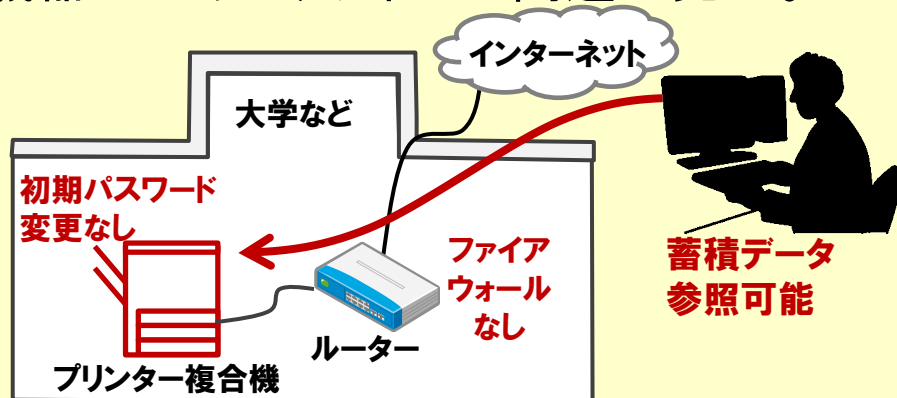 インターネット
大学など
初期パスワード
変更なし
ファイア
ウォール
なし
蓄積データ
参照可能
ルーター
プリンター複合機